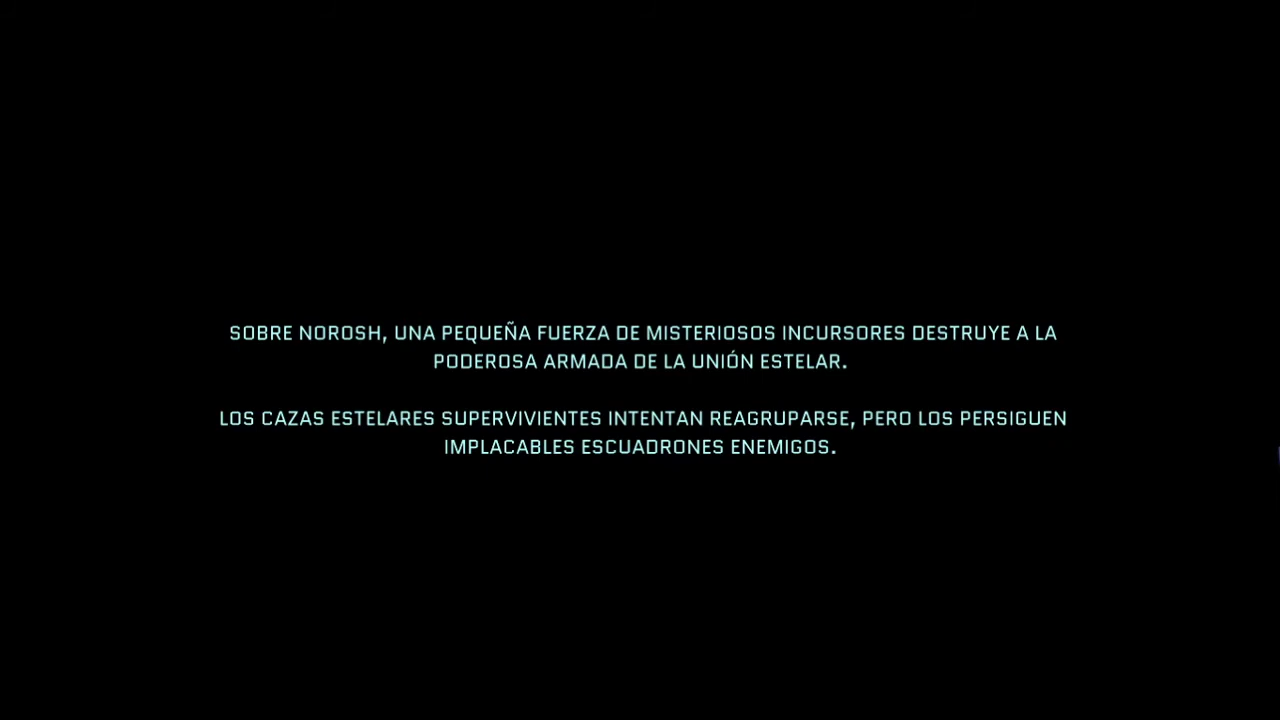 SOBRE NOROSH, UNA PEQUEÑA FUERZA DE MISTERIOSOS INCURSORES DESTRUYE A LA
PODEROSA ARMADA DE LA UNIÓN ESTELAR.
LOS CAZAS ESTELARES SUPERVIVIENTES INTENTAN REAGRUPARSE, PERO LOS PERSIGUEN
IMPLACABLES ESCUADRONES ENEMIGOS.